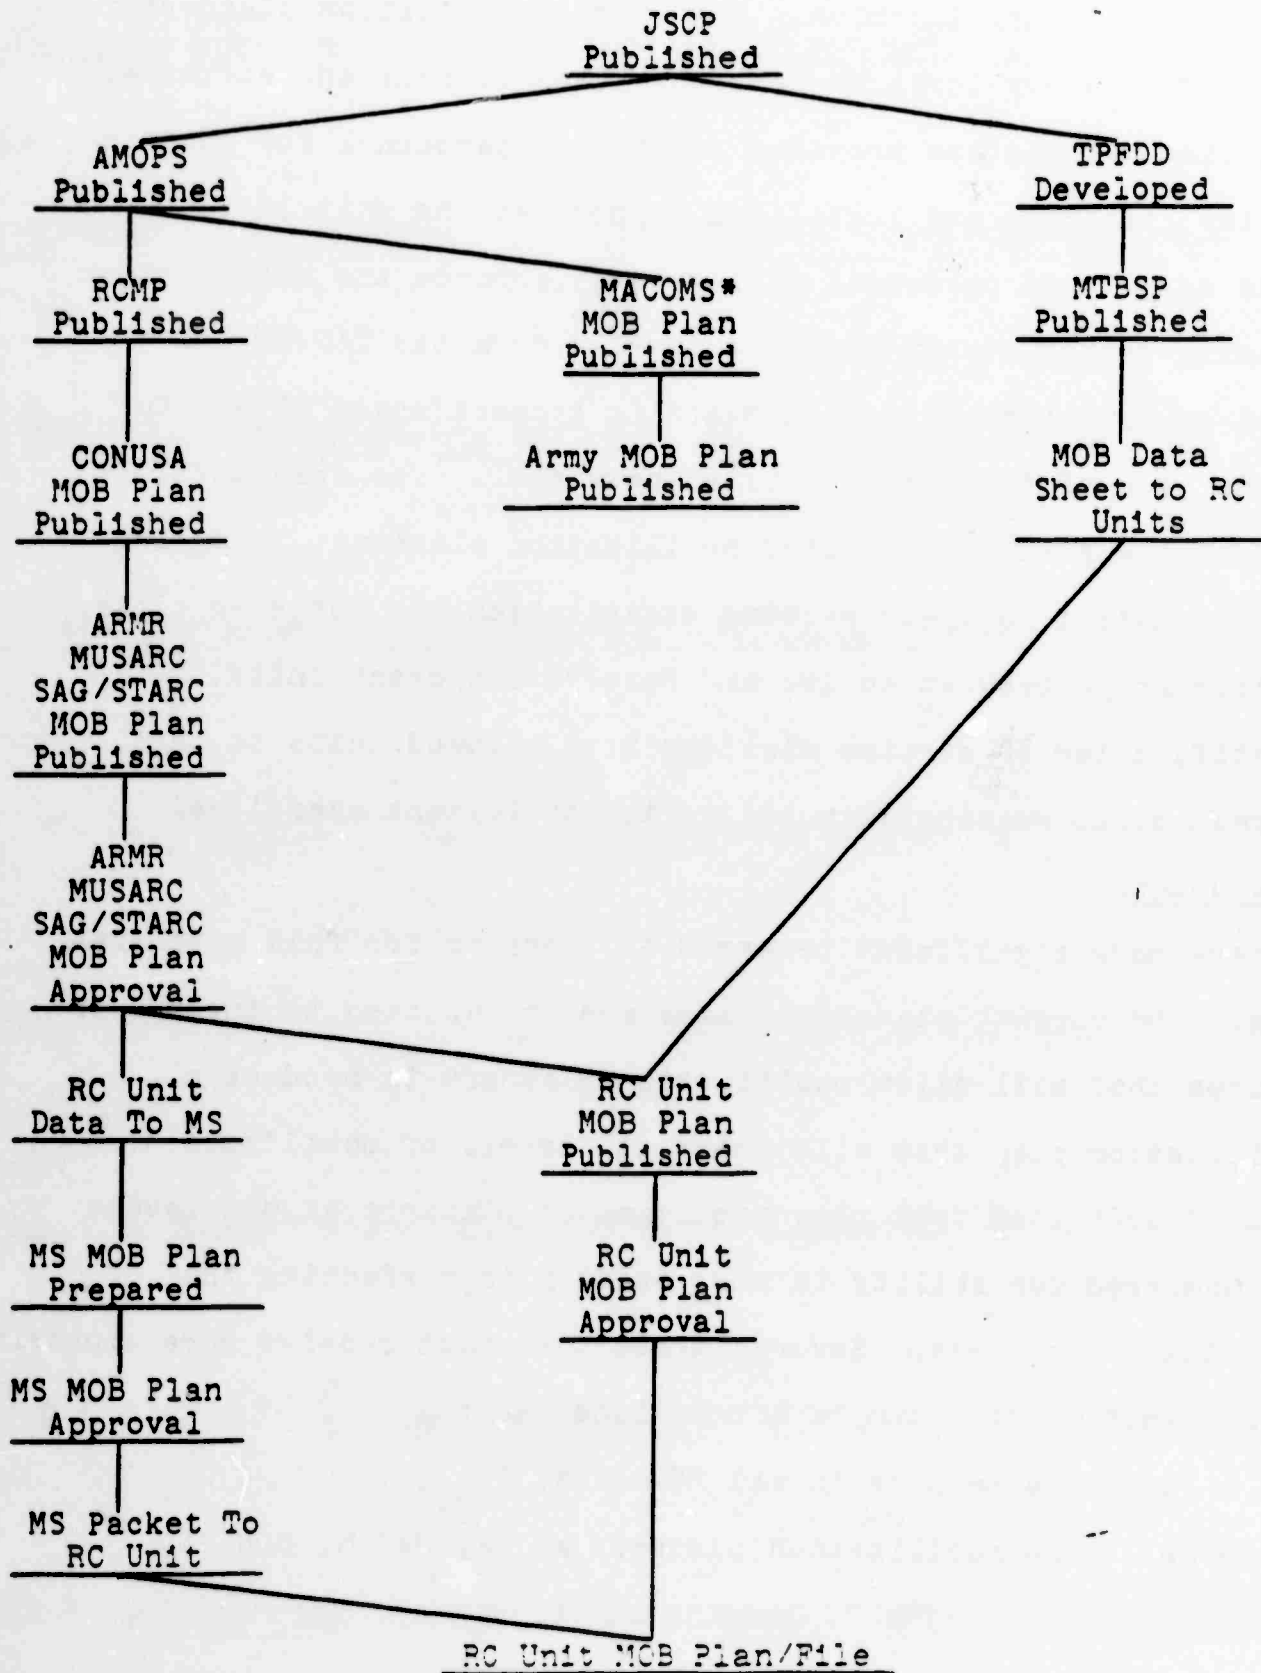 JSCP
Published
AMOPS
Published
TPFDD
Developed
RCMP
Published
MACOMS*
MOB Plan
Published
MTBSP
Published
CONUSA
MOB Plan
Published
Army MOB Plan
Published
MOB Data
Sheet to RC
Units
ARMR
MUSARC
SAG/STARC
MOB Plan
Published
ARMR
MUSARC
SAG/STARC
MOB Plan
Approval
RC Unit
Data To MS
RC Unit
MOB Plan
Published
MS MOB Plan
Prepared
RC Unit
MOB Plan
Approval
MS MOB Plan
Approval
MS Packet To
RC Unit
RC Unit MOB Plan/File